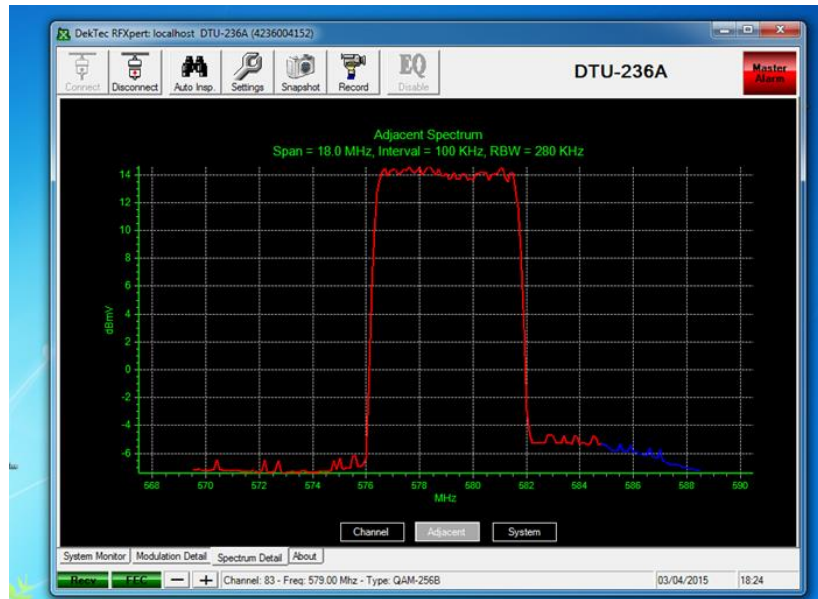 DekTec RFXpert: localhost DTU-236A (4236004152)
Connect Disconnect Auto Insp. Settings Snapshot Record EQ Disable
DTU-236A
Master Alarm
Adjacent Spectrum
Span = 18.0 MHz, Interval = 100 KHz, RBW = 280 KHz
14
12
10
8
6
4
2
0
-2
-4
-6
dBmV
568 570 572 574 576 578 580 582 584 586 588 590
MHz
Channel Adjacent System
System Monitor Modulation Detail Spectrum Detail About
Recv FEC − + Channel: 83 - Freq: 579.00 Mhz - Type: QAM-256B 03/04/2015 18:24